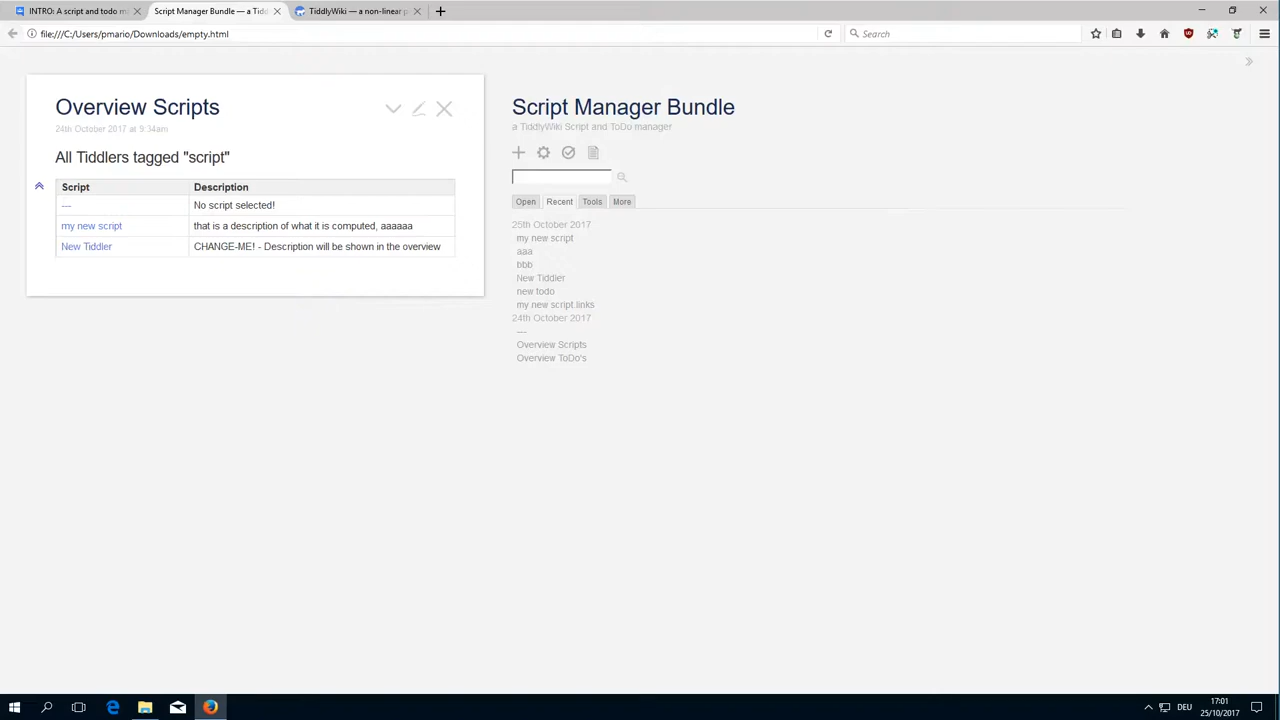 INTRO: A script and todo m
Script Manager Bundle — a Tidd
TiddlyWiki — a non-linear p
file:///C:/Users/pmario/Downloads/empty.html
Search
Overview Scripts
24th October 2017 at 9:34am
All Tiddlers tagged "script"
Script Description
--- No script selected!
my new script that is a description of what it is computed, aaaaaa
New Tiddler CHANGE-ME! - Description will be shown in the overview
Script Manager Bundle
a TiddlyWiki Script and ToDo manager
Open Recent Tools More
25th October 2017
my new script
aaa
bbb
New Tiddler
new todo
my new script links
24th October 2017
---
Overview Scripts
Overview ToDo's
DEU
17:01
25/10/2017